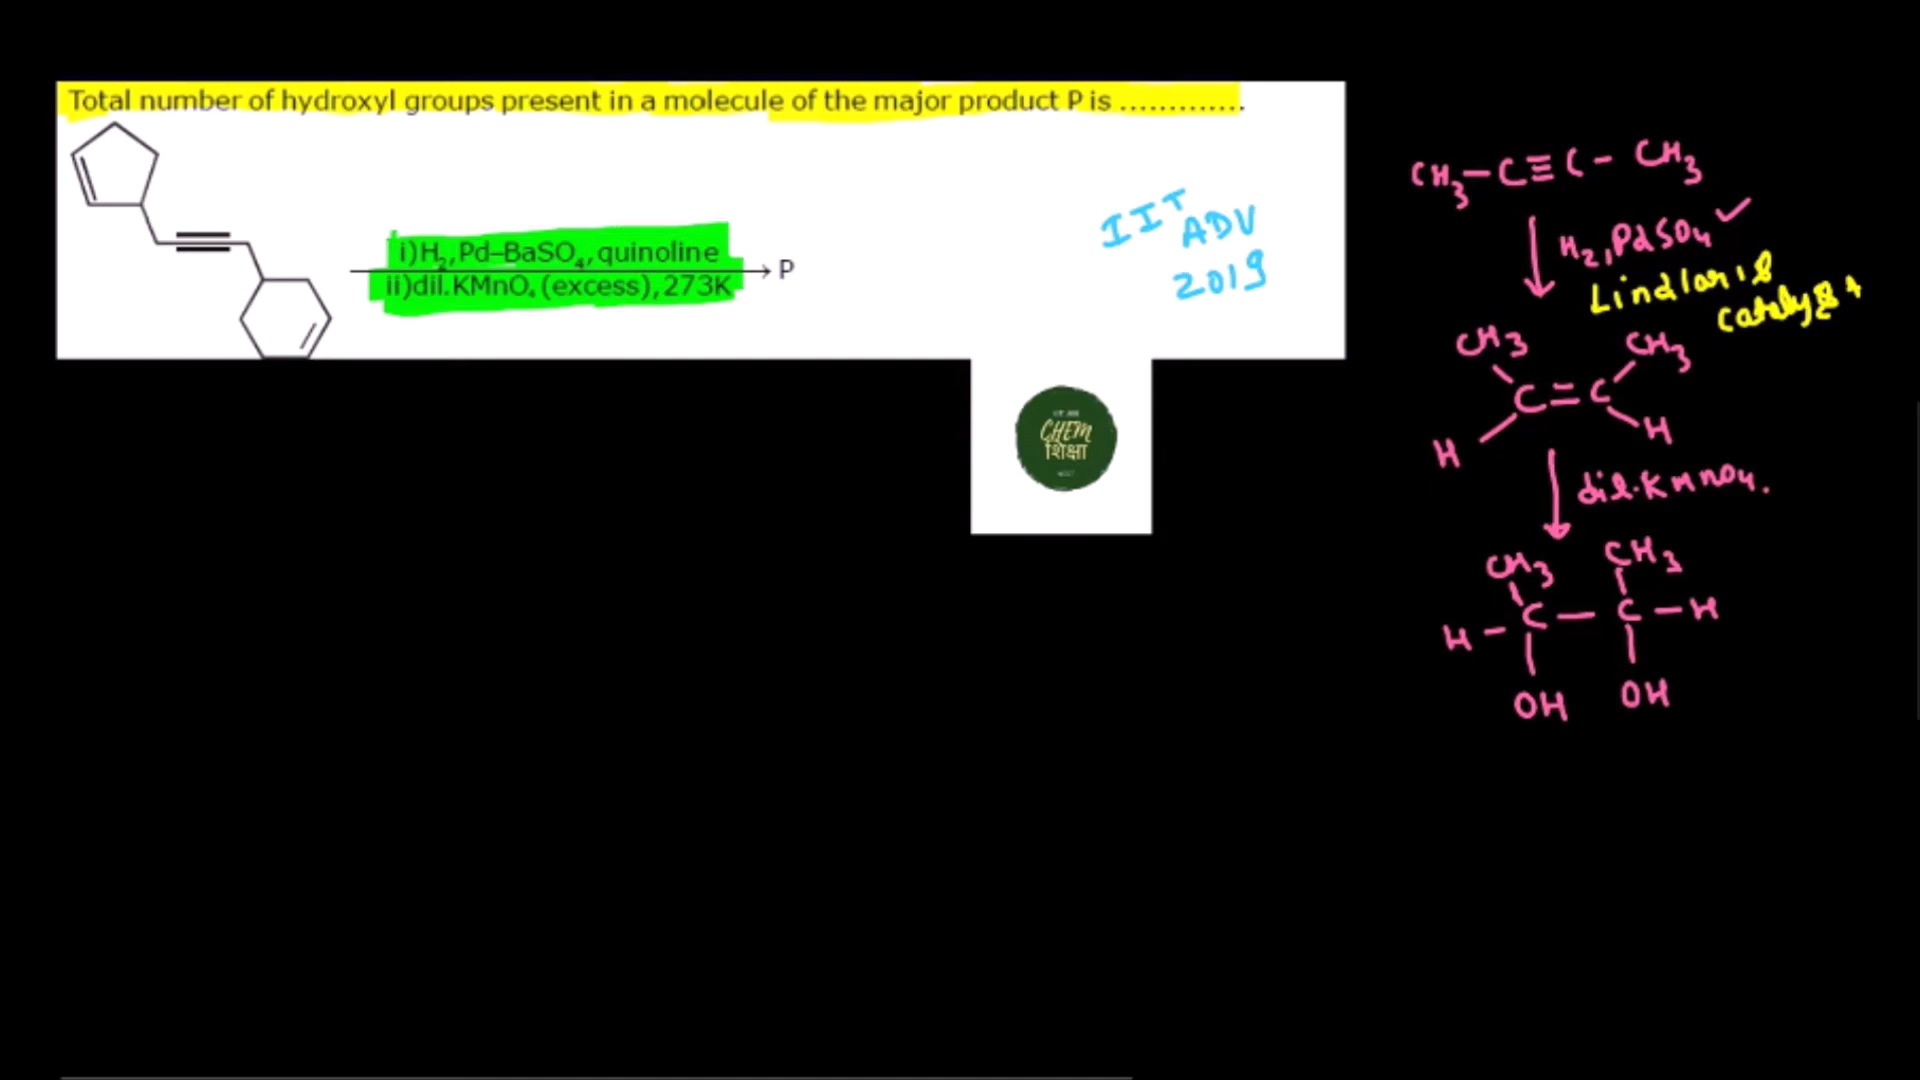 Total number of hydroxyl groups present in a molecule of the major product P is .............
i)H₂,Pd–BaSO₄,quinoline
ii)dil.KMnO₄(excess),273K
P
IIT
ADV
2019
CHEM
शिक्षा
CH₃–C≡C–CH₃
H₂,PdSO₄ ✓
Lindlar's
catalyst
CH₃ CH₃
C=C
H H
dil.KMnO₄.
CH₃ CH₃
H–C–C–H
OH OH